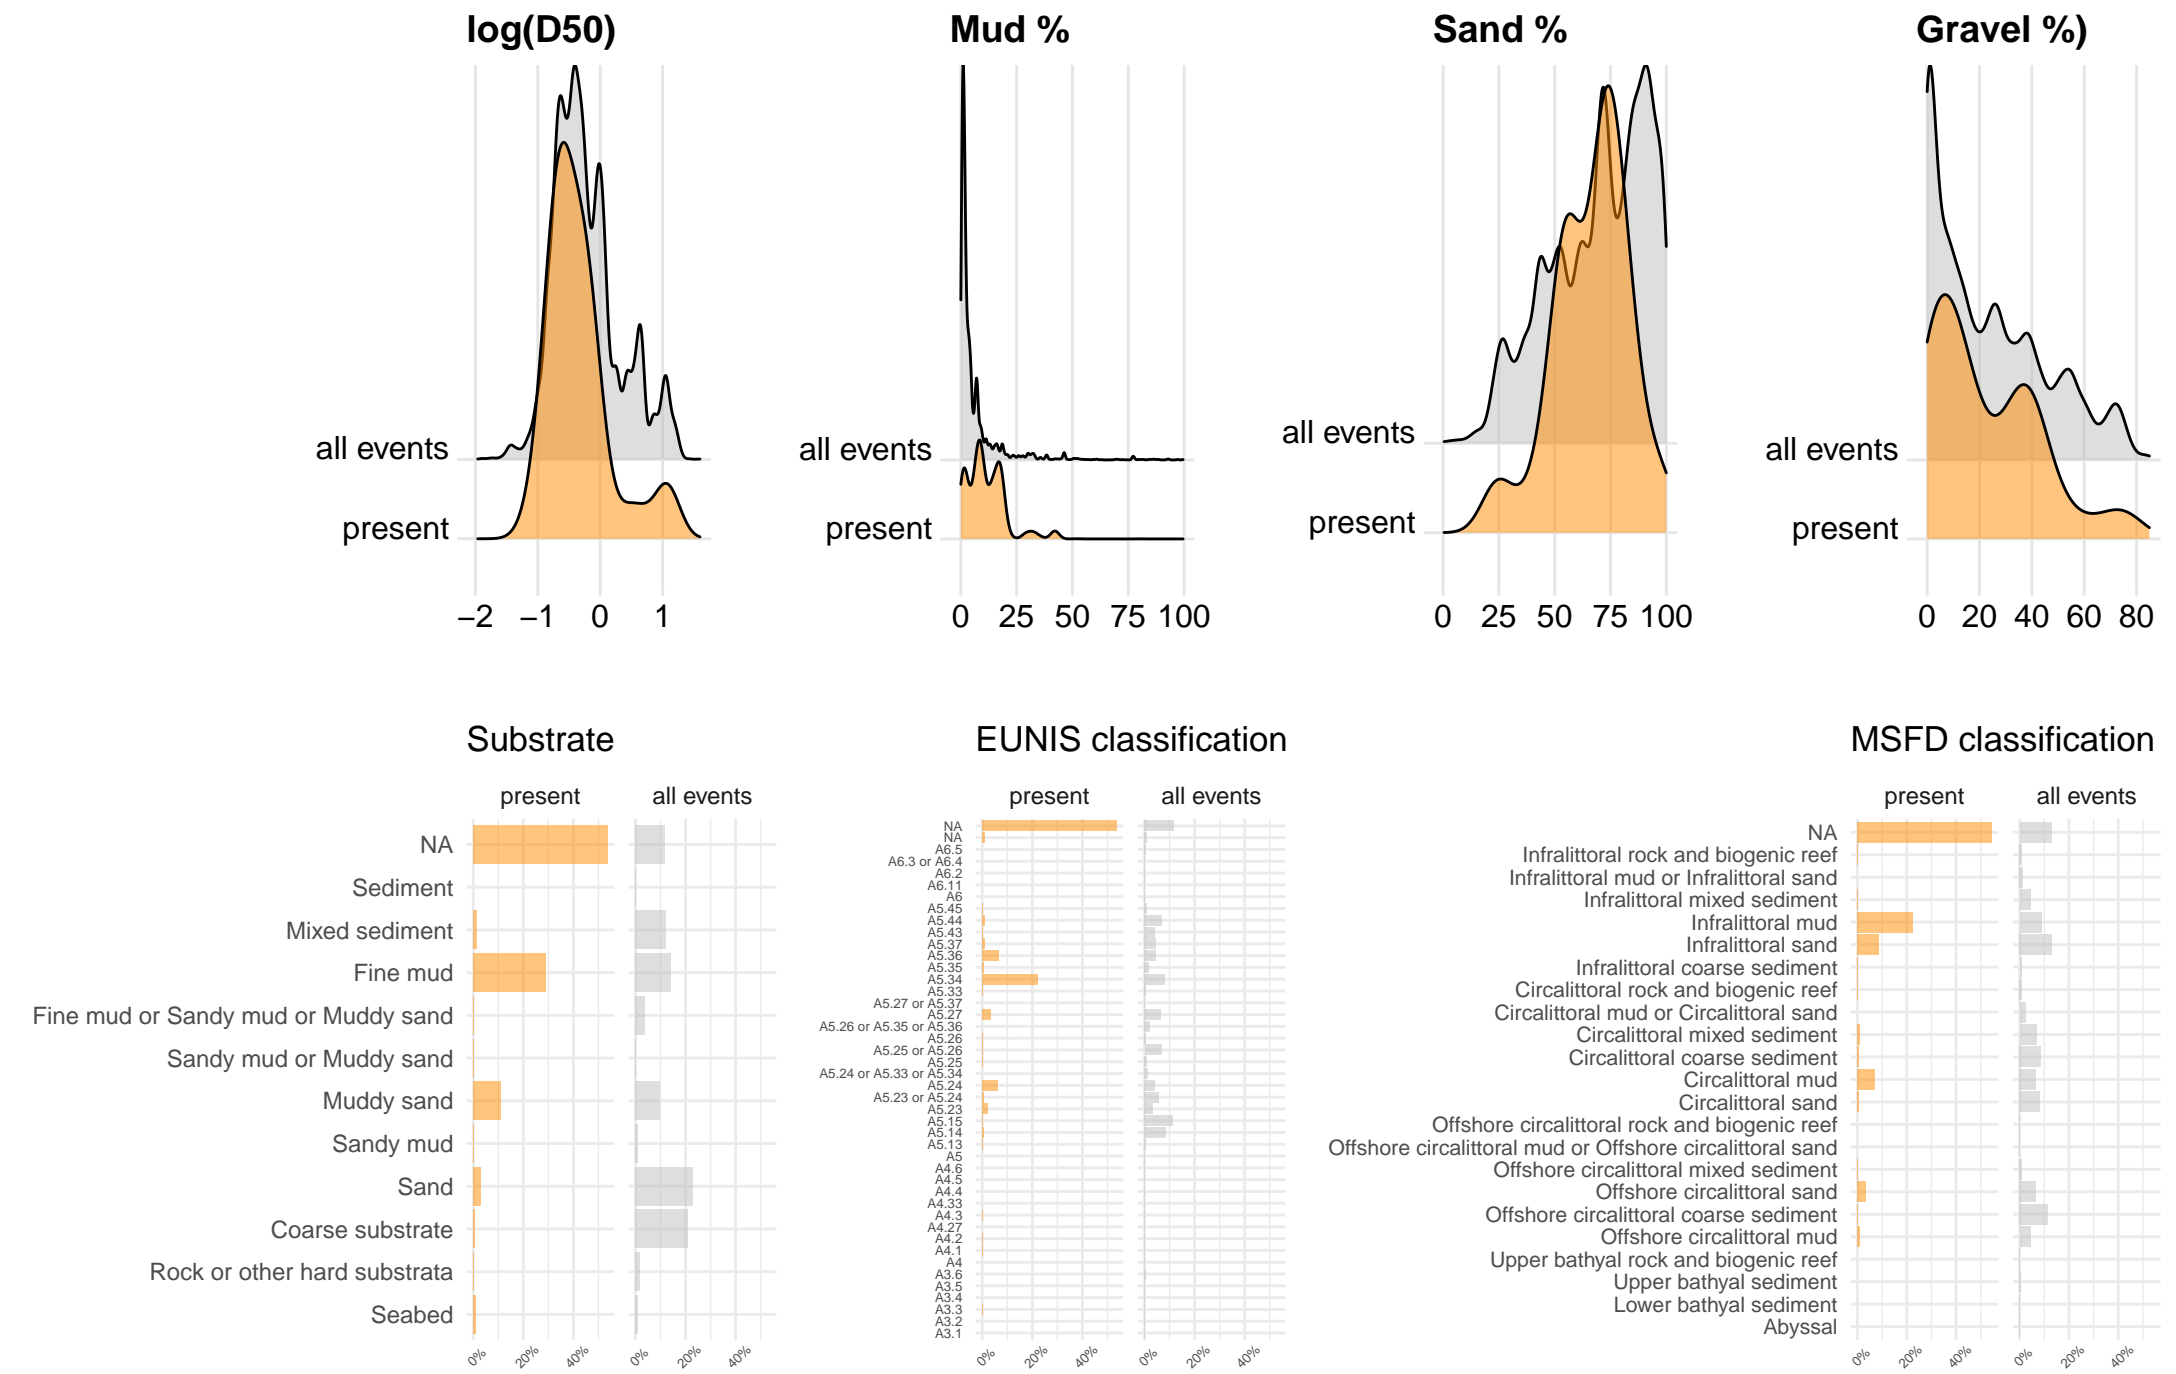 log(D50) Mud % Sand % Gravel %)
all events all events all events all events
present present present present
−2 −1 0 1 0 25 50 75 100 0 25 50 75 100 0 20 40 60 80
Substrate
present all events
NA
Sediment
Mixed sediment
Fine mud
Fine mud or Sandy mud or Muddy sand
Sandy mud or Muddy sand
Muddy sand
Sandy mud
Sand
Coarse substrate
Rock or other hard substrata
Seabed
0% 20% 40% 0% 20% 40%
EUNIS classification
present all events
NA
NA
A6.5
A6.3 or A6.4
A6.2
A6.11
A6
A5.45
A5.44
A5.43
A5.37
A5.36
A5.35
A5.34
A5.33
A5.27 or A5.37
A5.27
A5.26 or A5.35 or A5.36
A5.26
A5.25 or A5.26
A5.25
A5.24 or A5.33 or A5.34
A5.24
A5.23 or A5.24
A5.23
A5.15
A5.14
A5.13
A5
A4.6
A4.5
A4.4
A4.33
A4.3
A4.27
A4.2
A4.1
A4
A3.6
A3.5
A3.4
A3.3
A3.2
A3.1
0% 20% 40% 0% 20% 40%
MSFD classification
present all events
NA
Infralittoral rock and biogenic reef
Infralittoral mud or Infralittoral sand
Infralittoral mixed sediment
Infralittoral mud
Infralittoral sand
Infralittoral coarse sediment
Circalittoral rock and biogenic reef
Circalittoral mud or Circalittoral sand
Circalittoral mixed sediment
Circalittoral coarse sediment
Circalittoral mud
Circalittoral sand
Offshore circalittoral rock and biogenic reef
Offshore circalittoral mud or Offshore circalittoral sand
Offshore circalittoral mixed sediment
Offshore circalittoral sand
Offshore circalittoral coarse sediment
Offshore circalittoral mud
Upper bathyal rock and biogenic reef
Upper bathyal sediment
Lower bathyal sediment
Abyssal
0% 20% 40% 0% 20% 40%